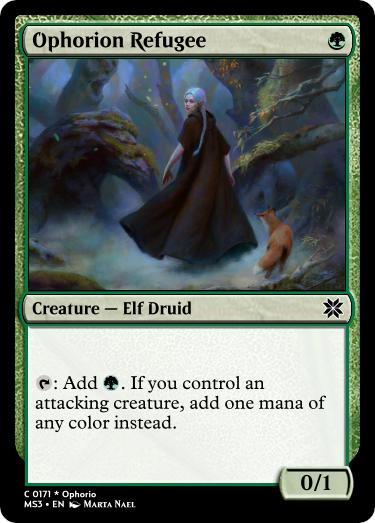 Ophorion Refugee
Creature — Elf Druid
: Add . If you control an
attacking creature, add one mana of
any color instead.
0/1
C 0171 * Ophorio
MS3 • EN Marta Nael